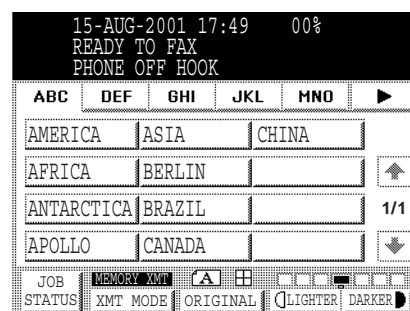 15-AUG-2001 17:49 00%
READY TO FAX
PHONE OFF HOOK
ABC DEF GHI JKL MNO
AMERICA ASIA CHINA
AFRICA BERLIN
ANTARCTICA BRAZIL 1/1
APOLLO CANADA
JOB STATUS
MEMORY XMT A
XMT MODE ORIGINAL LIGHTER DARKER